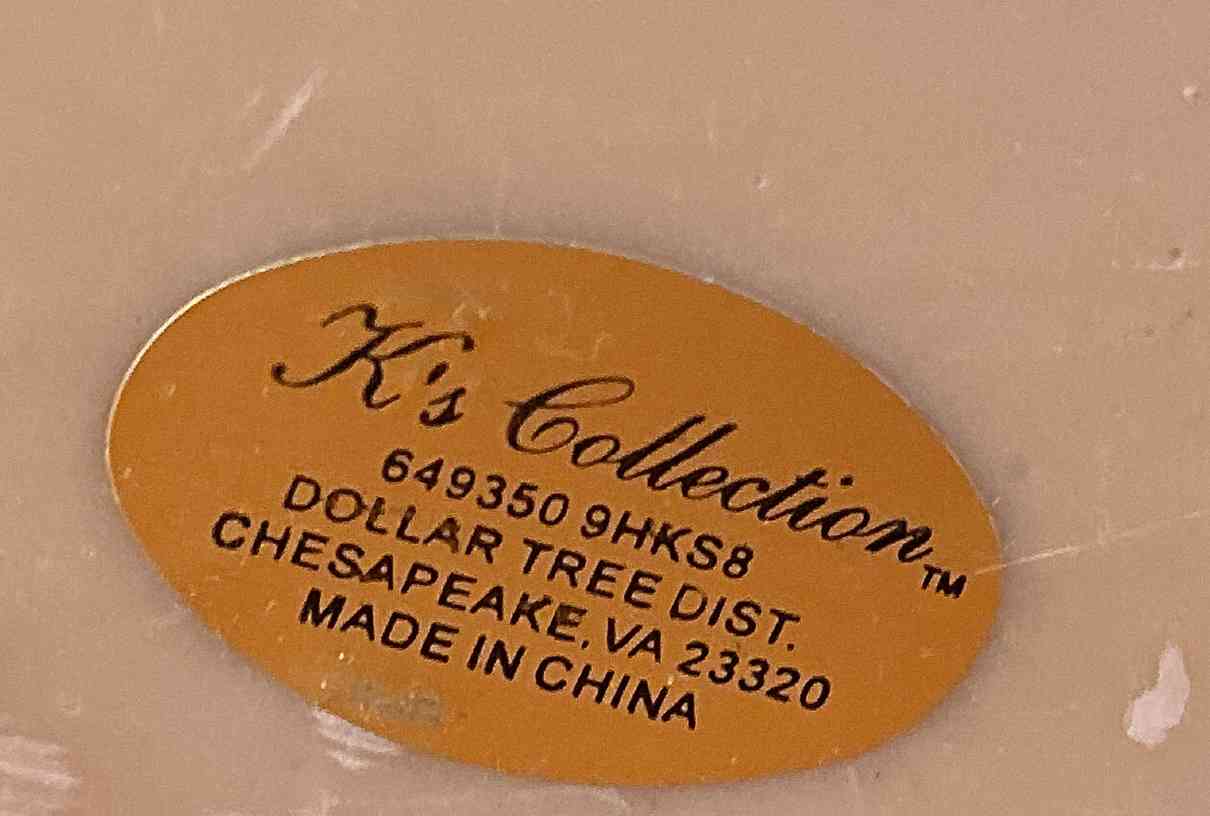 K's Collection™
649350 9HKS8
DOLLAR TREE DIST.
CHESAPEAKE, VA 23320
MADE IN CHINA